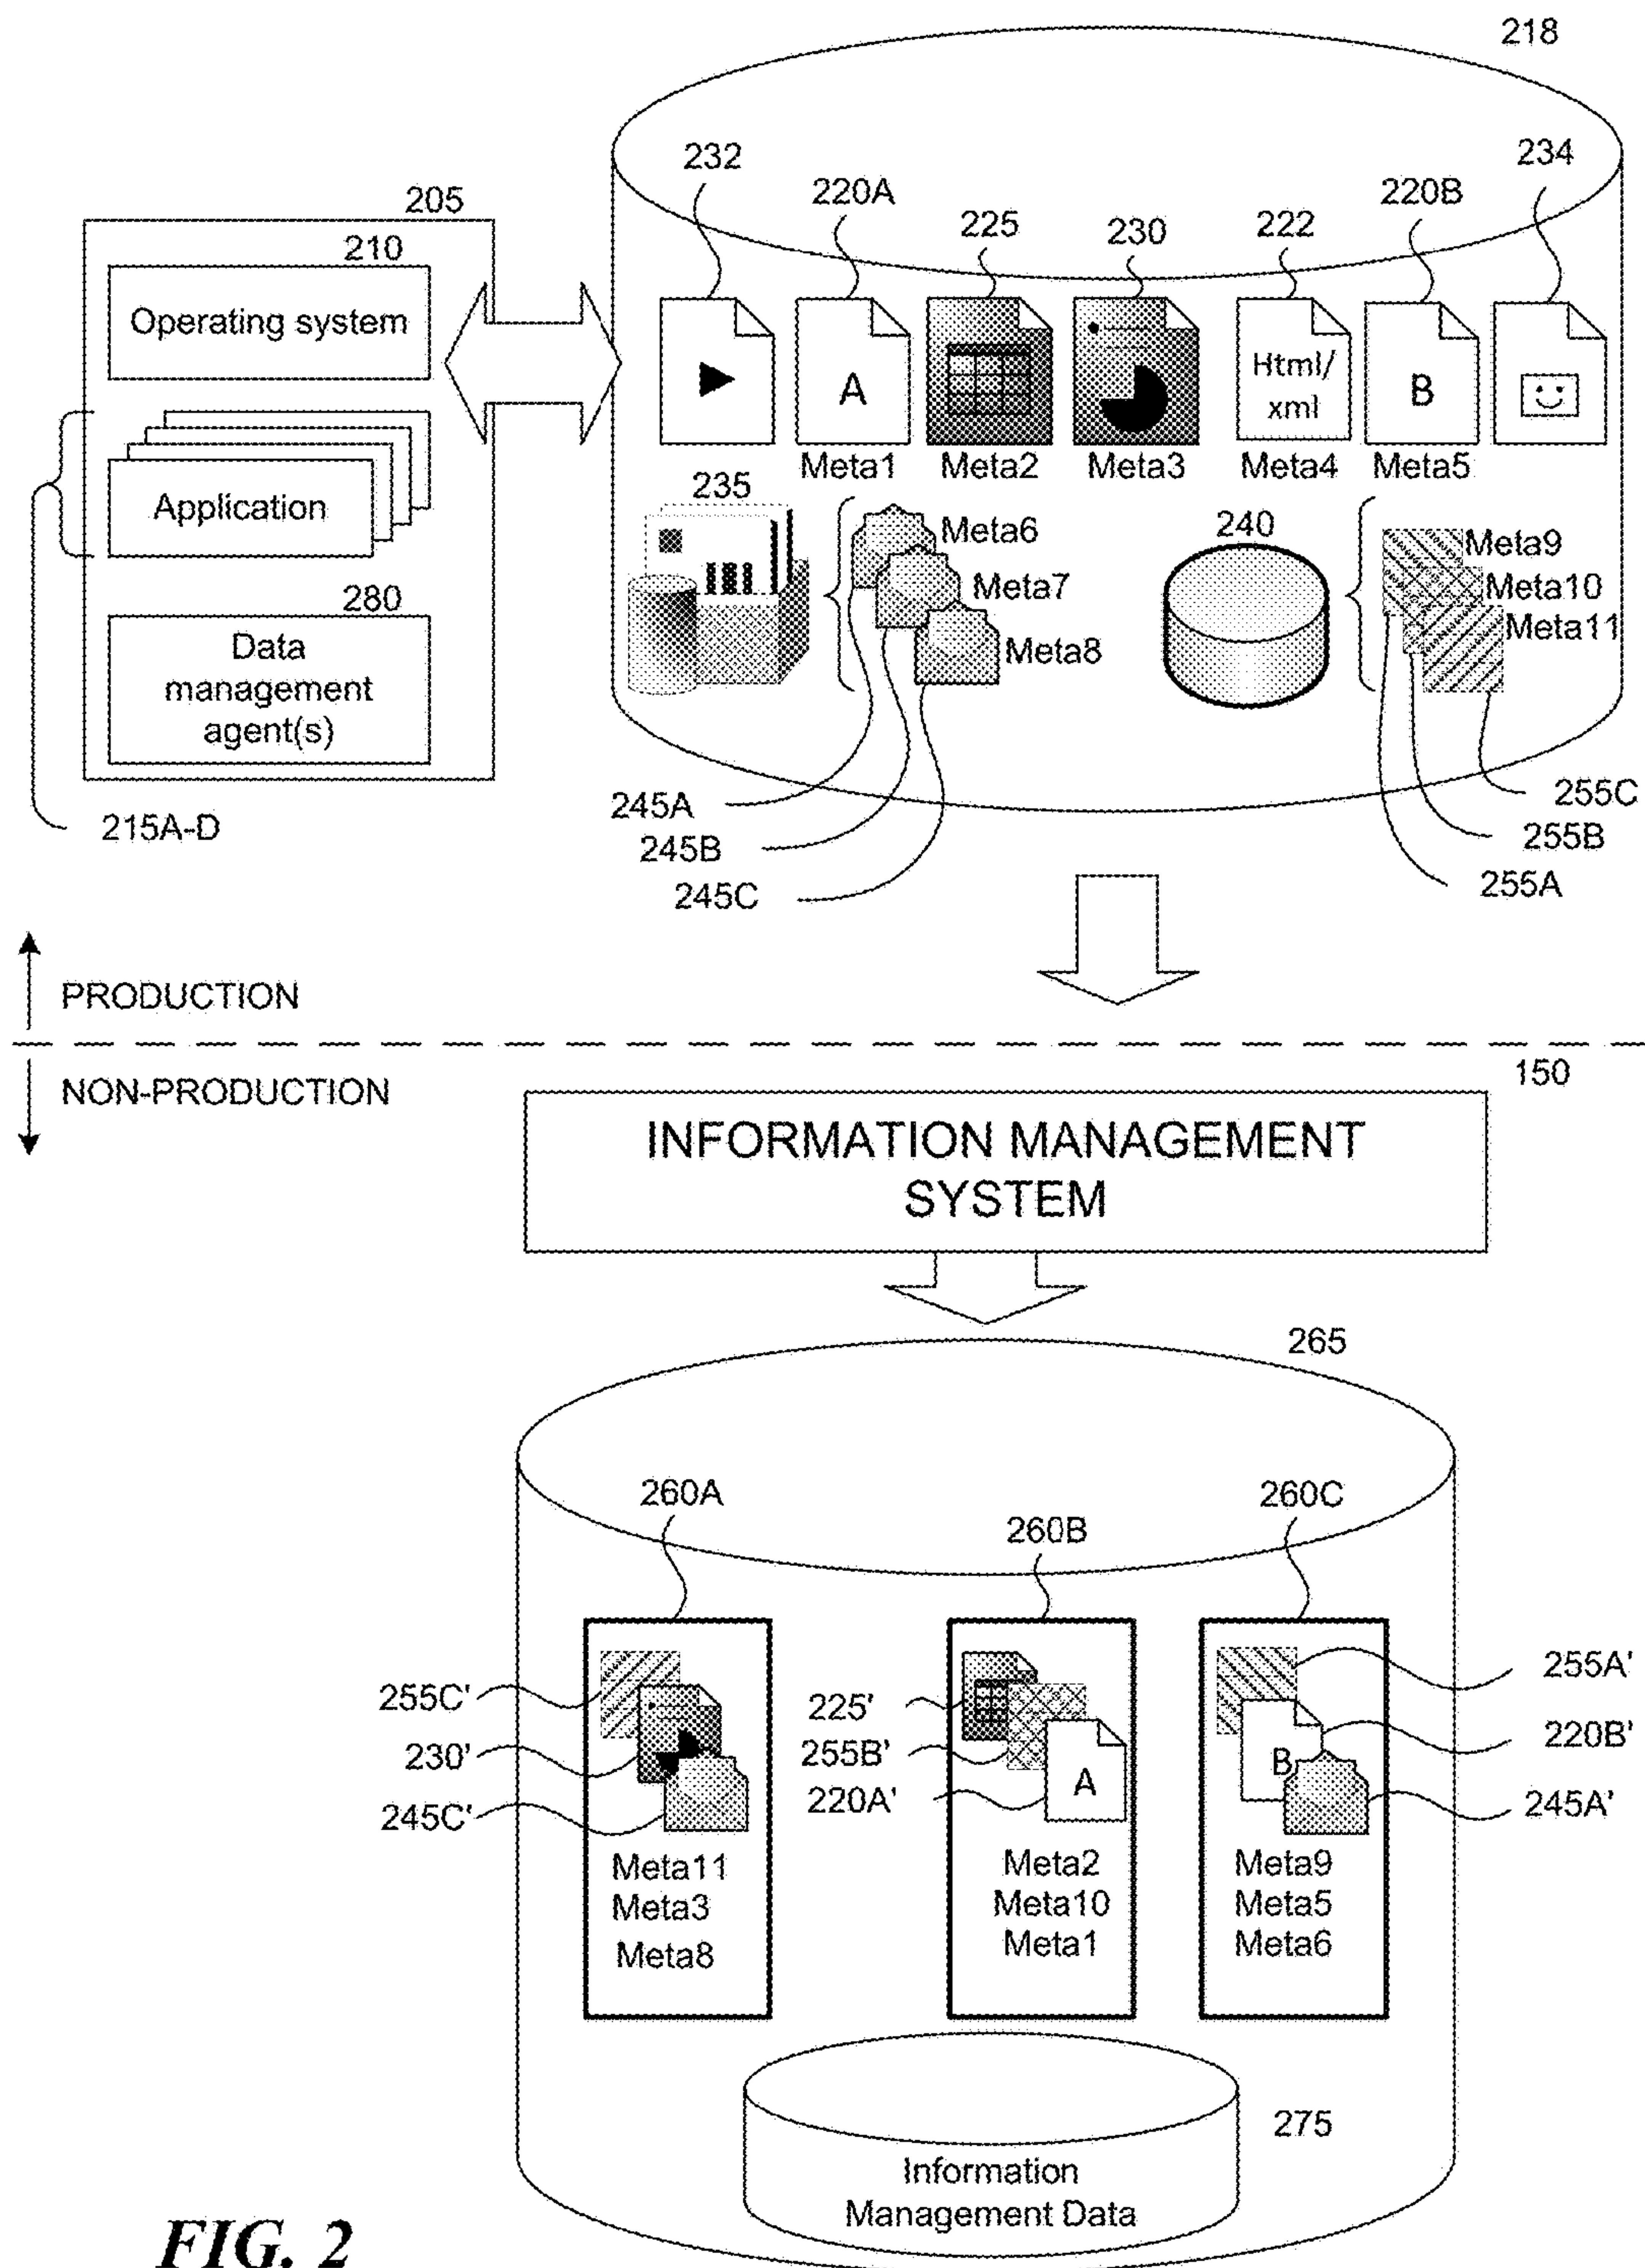 218
232
220A
225
230
222
220B
234
205
210
Operating system
Application
280
Data
management
agent(s)
215A-D
A
Html/
xml
B
Meta1
Meta2
Meta3
Meta4
Meta5
235
Meta6
Meta7
Meta8
240
Meta9
Meta10
Meta11
245A
245B
245C
255C
255B
255A
PRODUCTION
NON-PRODUCTION
150
INFORMATION MANAGEMENT
SYSTEM
265
260A
260B
260C
255C'
230'
245C'
225'
255B'
220A'
A
B
255A'
220B'
245A'
Meta11
Meta3
Meta8
Meta2
Meta10
Meta1
Meta9
Meta5
Meta6
275
Information
Management Data
FIG. 2